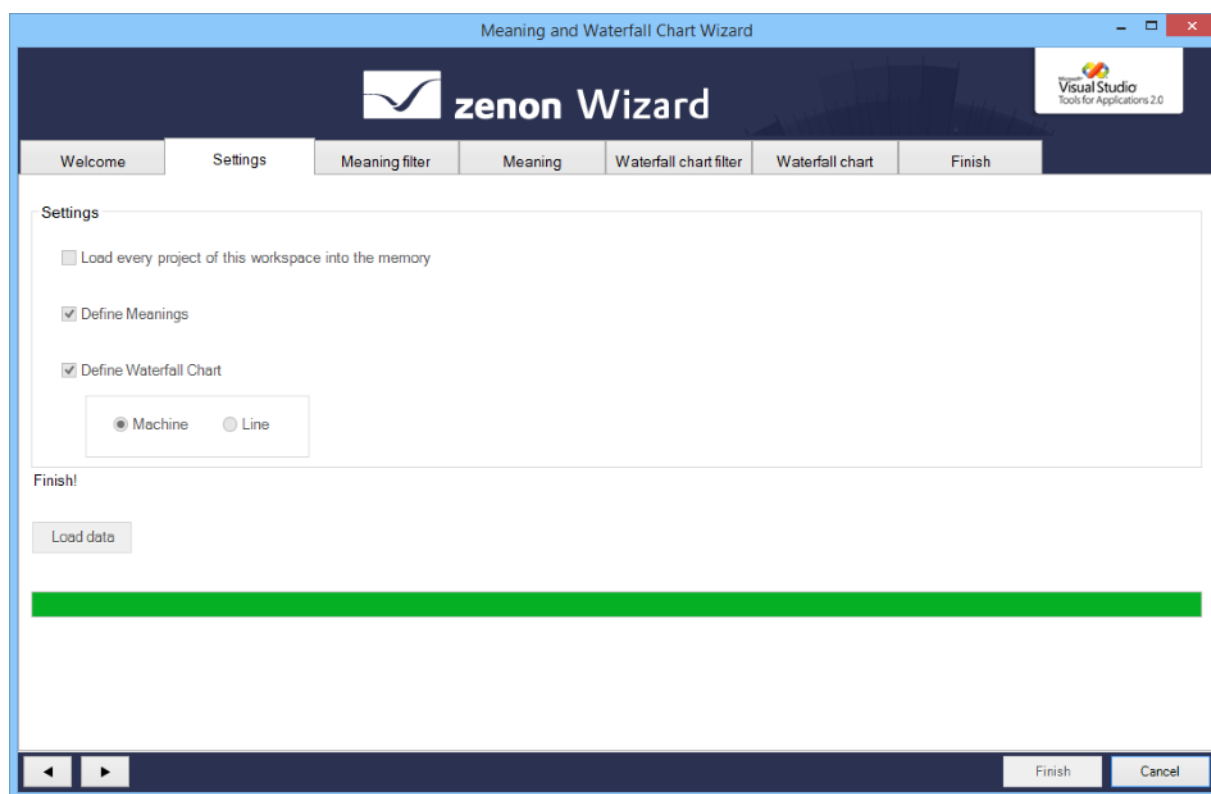 Meaning and Waterfall Chart Wizard
zenon Wizard
Microsoft
Visual Studio
Tools for Applications 2.0
Welcome Settings Meaning filter Meaning Waterfall chart filter Waterfall chart Finish
Settings
Load every project of this workspace into the memory
Define Meanings
Define Waterfall Chart
Machine Line
Finish!
Load data
Finish Cancel